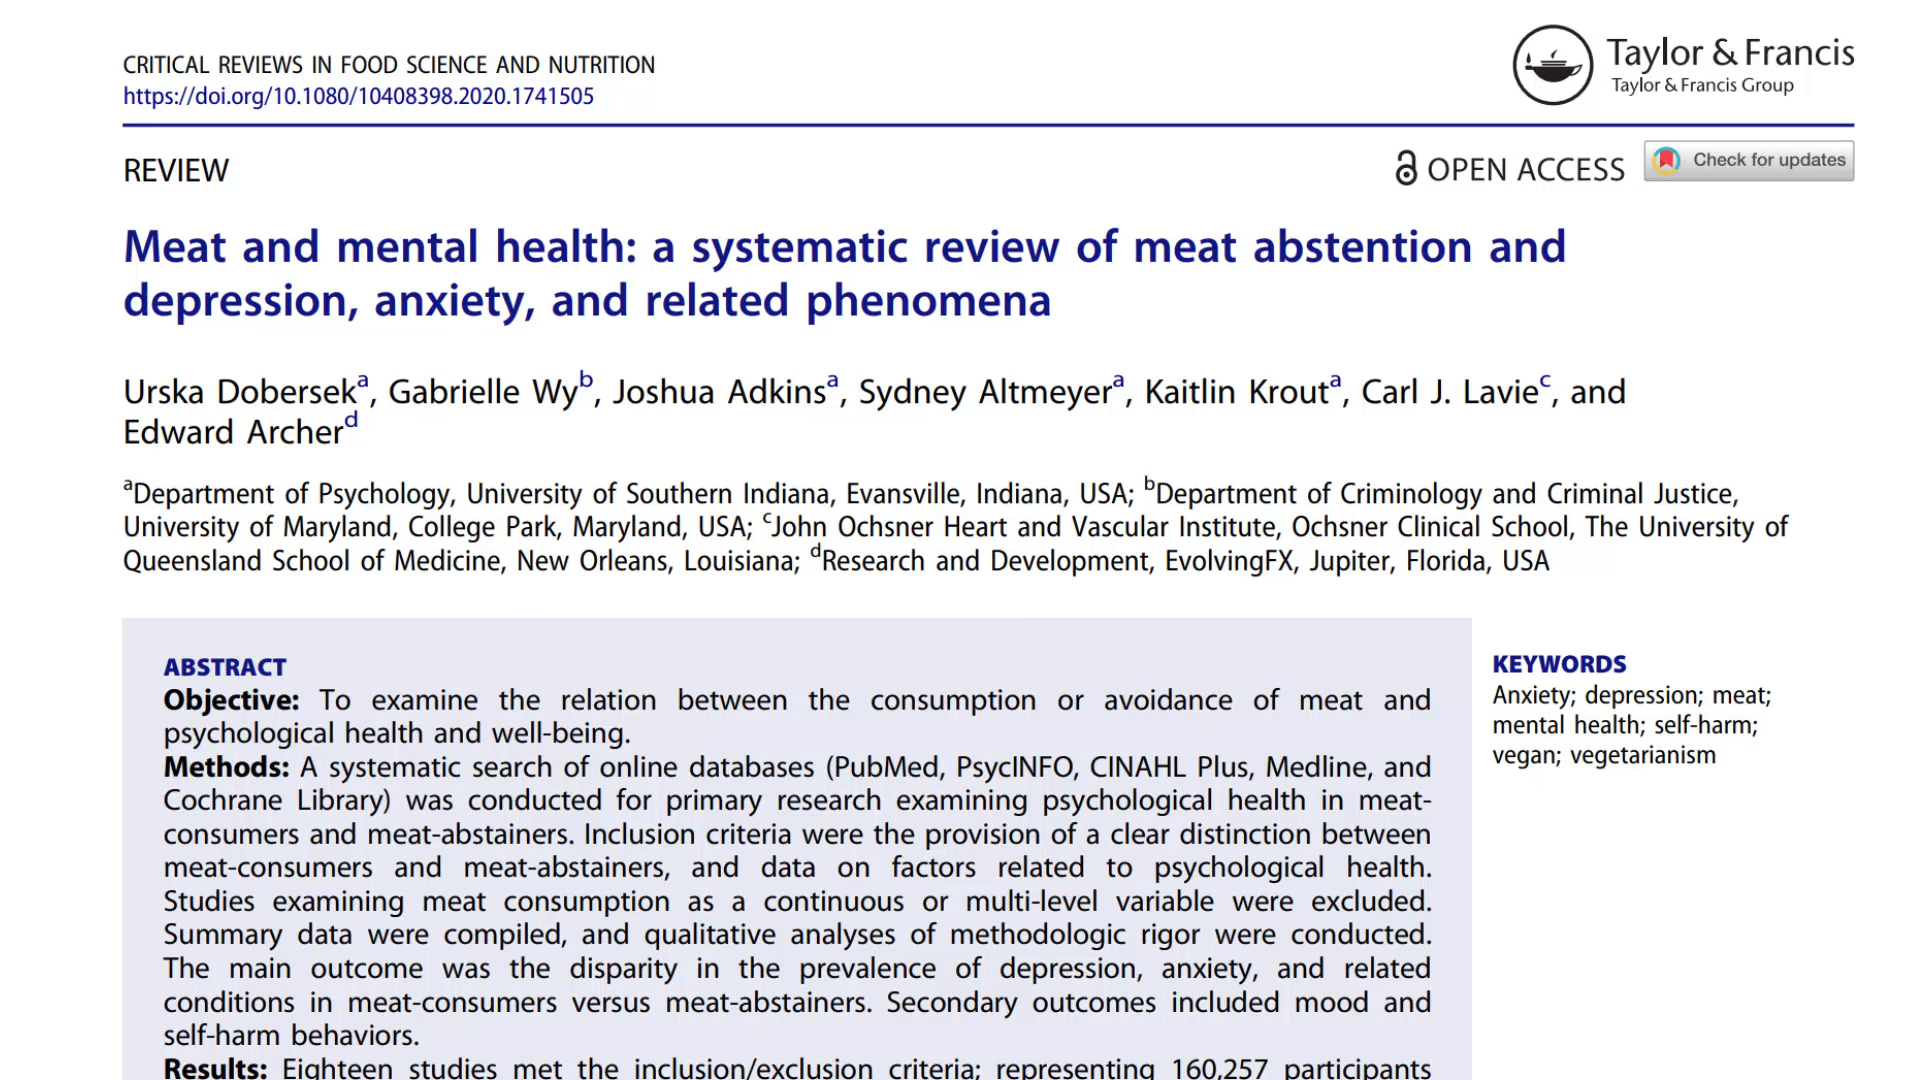 CRITICAL REVIEWS IN FOOD SCIENCE AND NUTRITION
https://doi.org/10.1080/10408398.2020.1741505
Taylor & Francis
Taylor & Francis Group
REVIEW
OPEN ACCESS
Check for updates
Meat and mental health: a systematic review of meat abstention and
depression, anxiety, and related phenomena
Urska Dobersekᵃ, Gabrielle Wyᵇ, Joshua Adkinsᵃ, Sydney Altmeyerᵃ, Kaitlin Kroutᵃ, Carl J. Lavieᶜ, and
Edward Archerᵈ
ᵃDepartment of Psychology, University of Southern Indiana, Evansville, Indiana, USA; ᵇDepartment of Criminology and Criminal Justice,
University of Maryland, College Park, Maryland, USA; ᶜJohn Ochsner Heart and Vascular Institute, Ochsner Clinical School, The University of
Queensland School of Medicine, New Orleans, Louisiana; ᵈResearch and Development, EvolvingFX, Jupiter, Florida, USA
ABSTRACT
Objective: To examine the relation between the consumption or avoidance of meat and
psychological health and well-being.
Methods: A systematic search of online databases (PubMed, PsycINFO, CINAHL Plus, Medline, and
Cochrane Library) was conducted for primary research examining psychological health in meat-
consumers and meat-abstainers. Inclusion criteria were the provision of a clear distinction between
meat-consumers and meat-abstainers, and data on factors related to psychological health.
Studies examining meat consumption as a continuous or multi-level variable were excluded.
Summary data were compiled, and qualitative analyses of methodologic rigor were conducted.
The main outcome was the disparity in the prevalence of depression, anxiety, and related
conditions in meat-consumers versus meat-abstainers. Secondary outcomes included mood and
self-harm behaviors.
Results: Eighteen studies met the inclusion/exclusion criteria; representing 160,257 participants
KEYWORDS
Anxiety; depression; meat;
mental health; self-harm;
vegan; vegetarianism